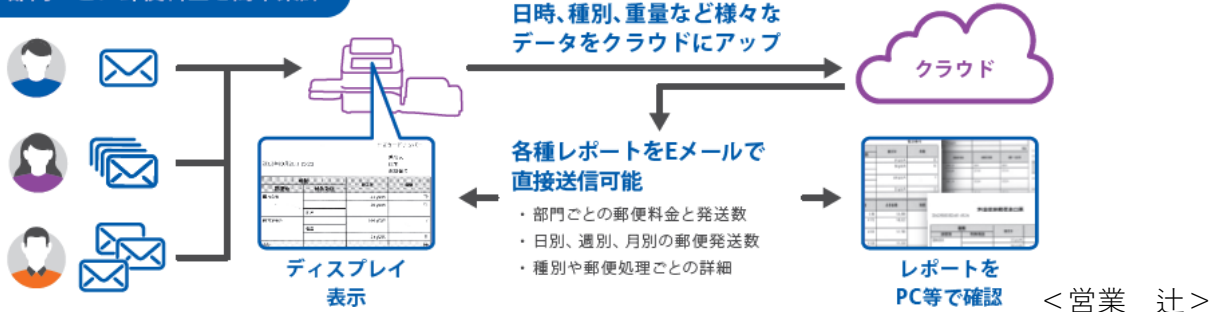 日時、種別、重量など様々な
データをクラウドにアップ
クラウド
各種レポートをEメールで
直接送信可能
・部門ごとの郵便料金と発送数
・日別、週別、月別の郵便発送数
・種別や郵便処理ごとの詳細
ディスプレイ
表示
レポートを
PC等で確認
＜営業　辻＞